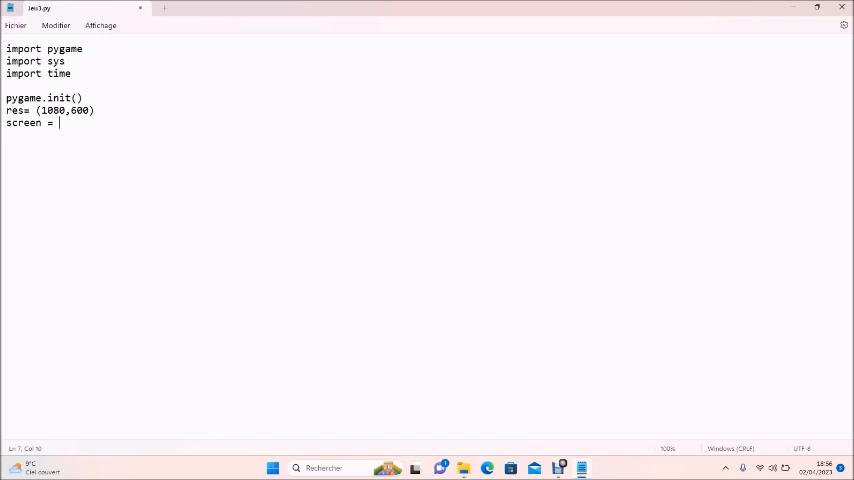 Jeu3.py
Fichier Modifier Affichage
import pygame
import sys
import time
pygame.init()
res= (1080,600)
screen =
Ln 7, Col 10 100% Windows (CRLF) UTF-8
9°C
Ciel couvert
Rechercher
18:56
02/04/2023